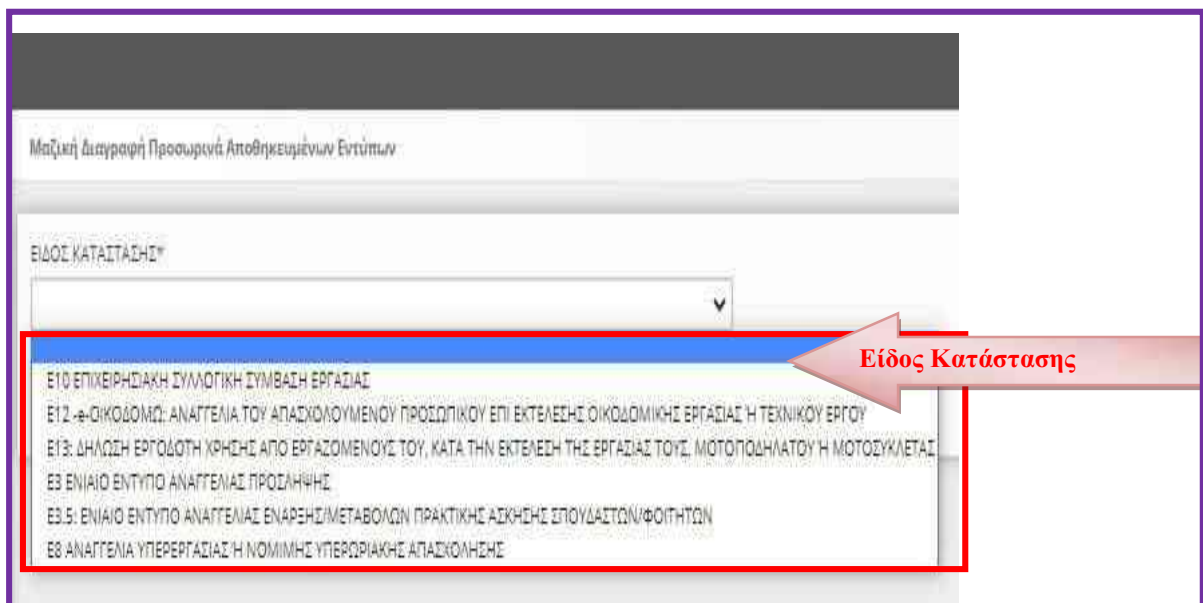 Μαζική Διαγραφή Προσωρινά Αποθηκευμένων Εντύπων
ΕΙΔΟΣ ΚΑΤΑΣΤΑΣΗΣ*
Είδος Κατάστασης
Ε10 ΕΠΙΧΕΙΡΗΣΙΑΚΗ ΣΥΛΛΟΓΙΚΗ ΣΥΜΒΑΣΗ ΕΡΓΑΣΙΑΣ
Ε12 -e-ΟΙΚΟΔΟΜΩ: ΑΝΑΓΓΕΛΙΑ ΤΟΥ ΑΠΑΣΧΟΛΟΥΜΕΝΟΥ ΠΡΟΣΩΠΙΚΟΥ ΕΠΙ ΕΚΤΕΛΕΣΗΣ ΟΙΚΟΔΟΜΙΚΗΣ ΕΡΓΑΣΙΑΣ Ή ΤΕΧΝΙΚΟΥ ΕΡΓΟΥ
Ε13: ΔΗΛΩΣΗ ΕΡΓΟΔΟΤΗ ΧΡΗΣΗΣ ΑΠΟ ΕΡΓΑΖΟΜΕΝΟΥΣ ΤΟΥ, ΚΑΤΑ ΤΗΝ ΕΚΤΕΛΕΣΗ ΤΗΣ ΕΡΓΑΣΙΑΣ ΤΟΥΣ, ΜΟΤΟΠΟΔΗΛΑΤΟΥ Ή ΜΟΤΟΣΥΚΛΕΤΑΣ
Ε3 ΕΝΙΑΙΟ ΕΝΤΥΠΟ ΑΝΑΓΓΕΛΙΑΣ ΠΡΟΣΛΗΨΗΣ
Ε3.5: ΕΝΙΑΙΟ ΕΝΤΥΠΟ ΑΝΑΓΓΕΛΙΑΣ ΕΝΑΡΞΗΣ/ΜΕΤΑΒΟΛΩΝ ΠΡΑΚΤΙΚΗΣ ΑΣΚΗΣΗΣ ΣΠΟΥΔΑΣΤΩΝ/ΦΟΙΤΗΤΩΝ
Ε8 ΑΝΑΓΓΕΛΙΑ ΥΠΕΡΕΡΓΑΣΙΑΣ Ή ΝΟΜΙΜΗΣ ΥΠΕΡΩΡΙΑΚΗΣ ΑΠΑΣΧΟΛΗΣΗΣ